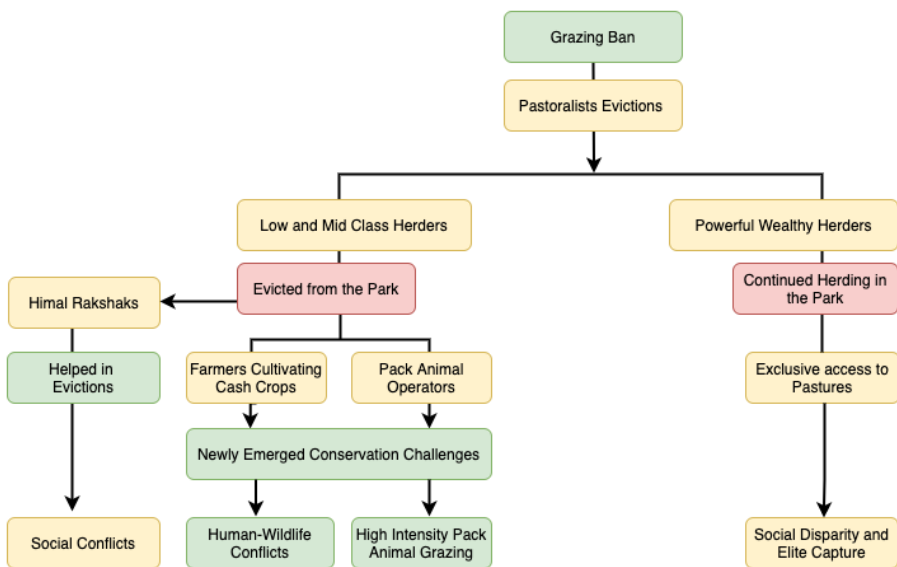 Grazing Ban
Pastoralists Evictions
Low and Mid Class Herders
Powerful Wealthy Herders
Himal Rakshaks
Evicted from the Park
Continued Herding in
the Park
Helped in
Evictions
Farmers Cultivating
Cash Crops
Pack Animal
Operators
Exclusive access to
Pastures
Newly Emerged Conservation Challenges
Social Conflicts
Human-Wildlife
Conflicts
High Intensity Pack
Animal Grazing
Social Disparity and
Elite Capture